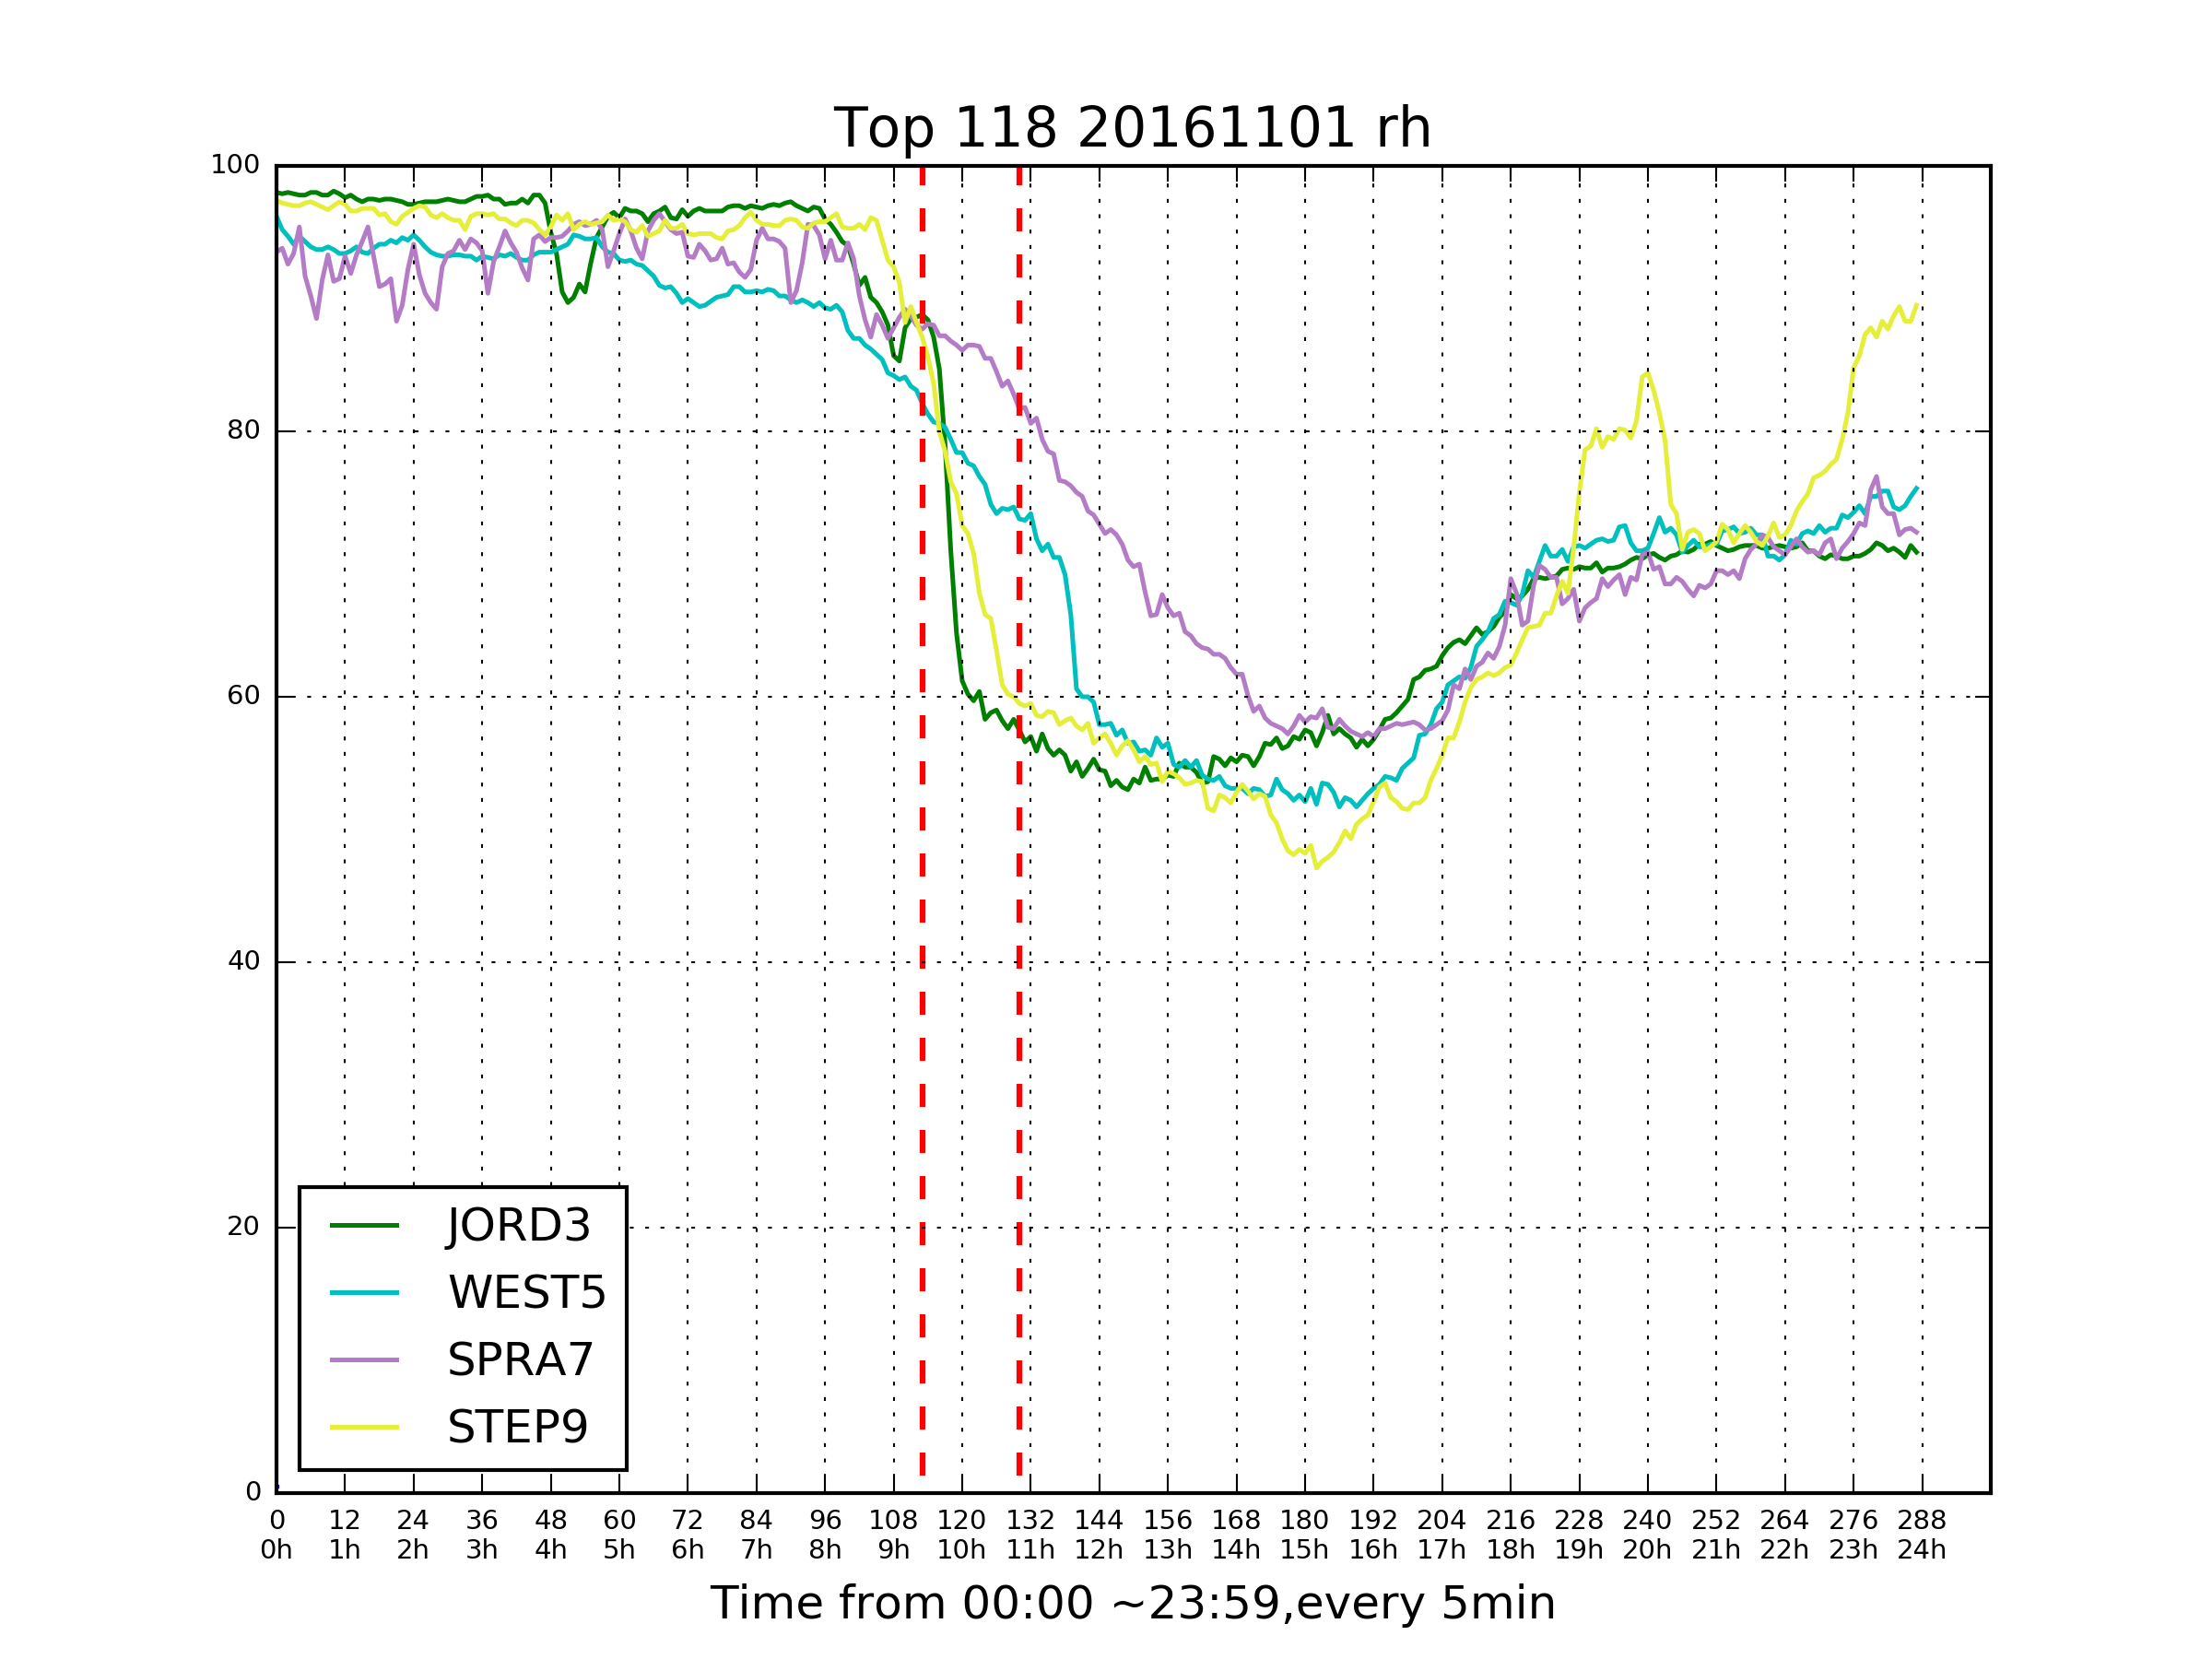 Top 118 20161101 rh
100
80
60
40
20
0
JORD3
WEST5
SPRA7
STEP9
0 12 24 36 48 60 72 84 96 108 120 132 144 156 168 180 192 204 216 228 240 252 264 276 288
0h 1h 2h 3h 4h 5h 6h 7h 8h 9h 10h 11h 12h 13h 14h 15h 16h 17h 18h 19h 20h 21h 22h 23h 24h
Time from 00:00 ~23:59,every 5min